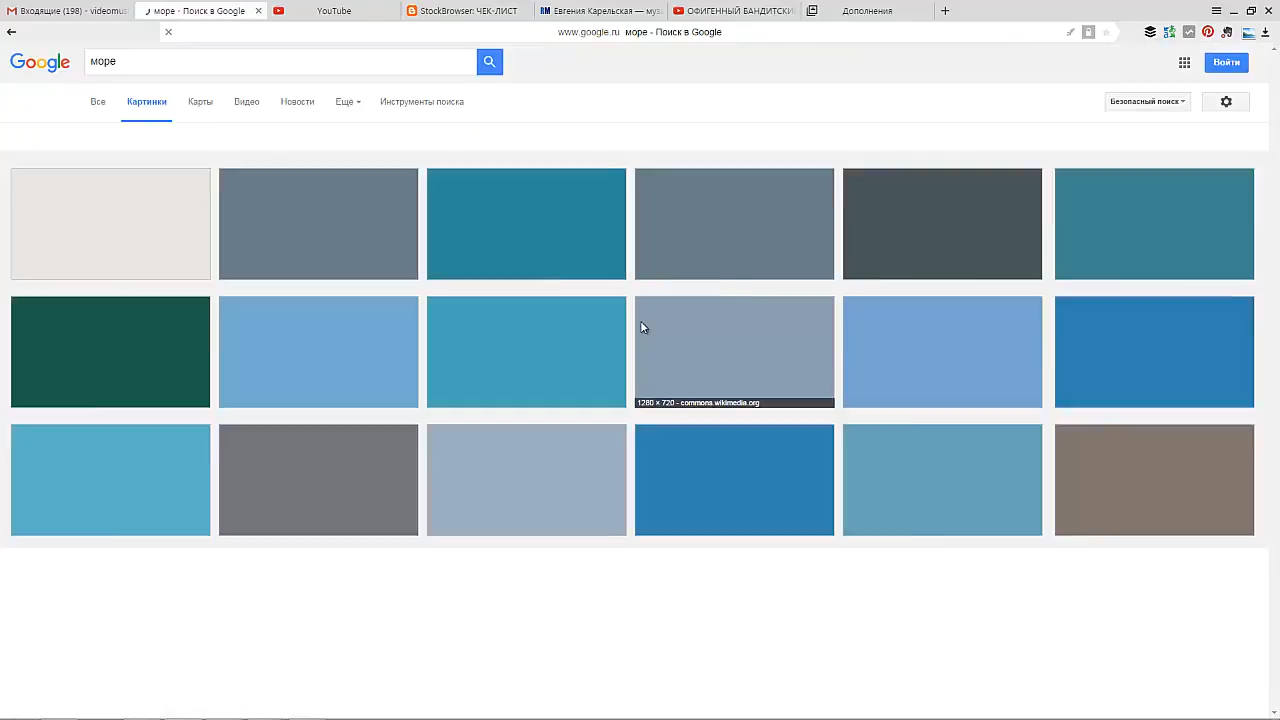 Входящие (198) - videomus
море - Поиск в Google
YouTube
StockBrowser: ЧЕК-ЛИСТ
Евгения Карельская — муз
ОФИГЕННЫЙ БАНДИТСКИ
Дополнения
www.google.ru море - Поиск в Google
Google
море
Войти
Все
Картинки
Карты
Видео
Новости
Ещё
Инструменты поиска
Безопасный поиск
1280 × 720 - commons.wikimedia.org